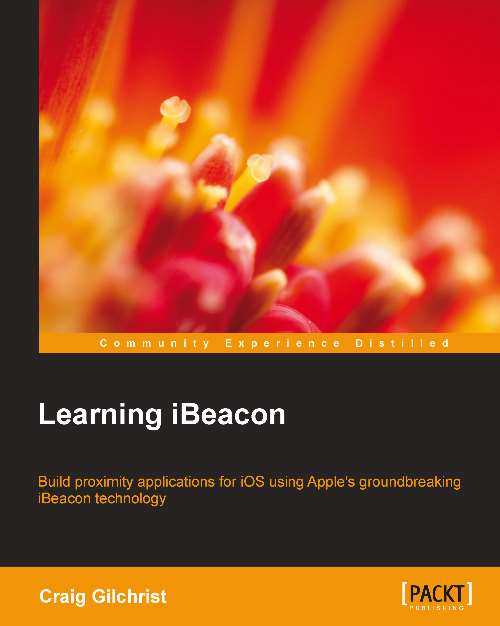 Community Experience Distilled
Learning iBeacon
Build proximity applications for iOS using Apple's groundbreaking
iBeacon technology
Craig Gilchrist
[PACKT]
PUBLISHING